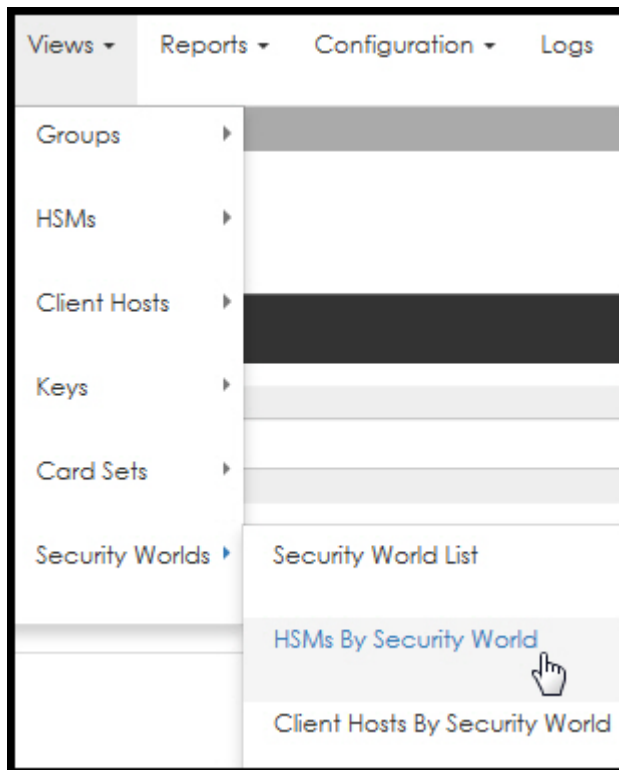 Views Reports Configuration Logs
Groups
HSMs
Client Hosts
Keys
Card Sets
Security Worlds
Security World List
HSMs By Security World
Client Hosts By Security World